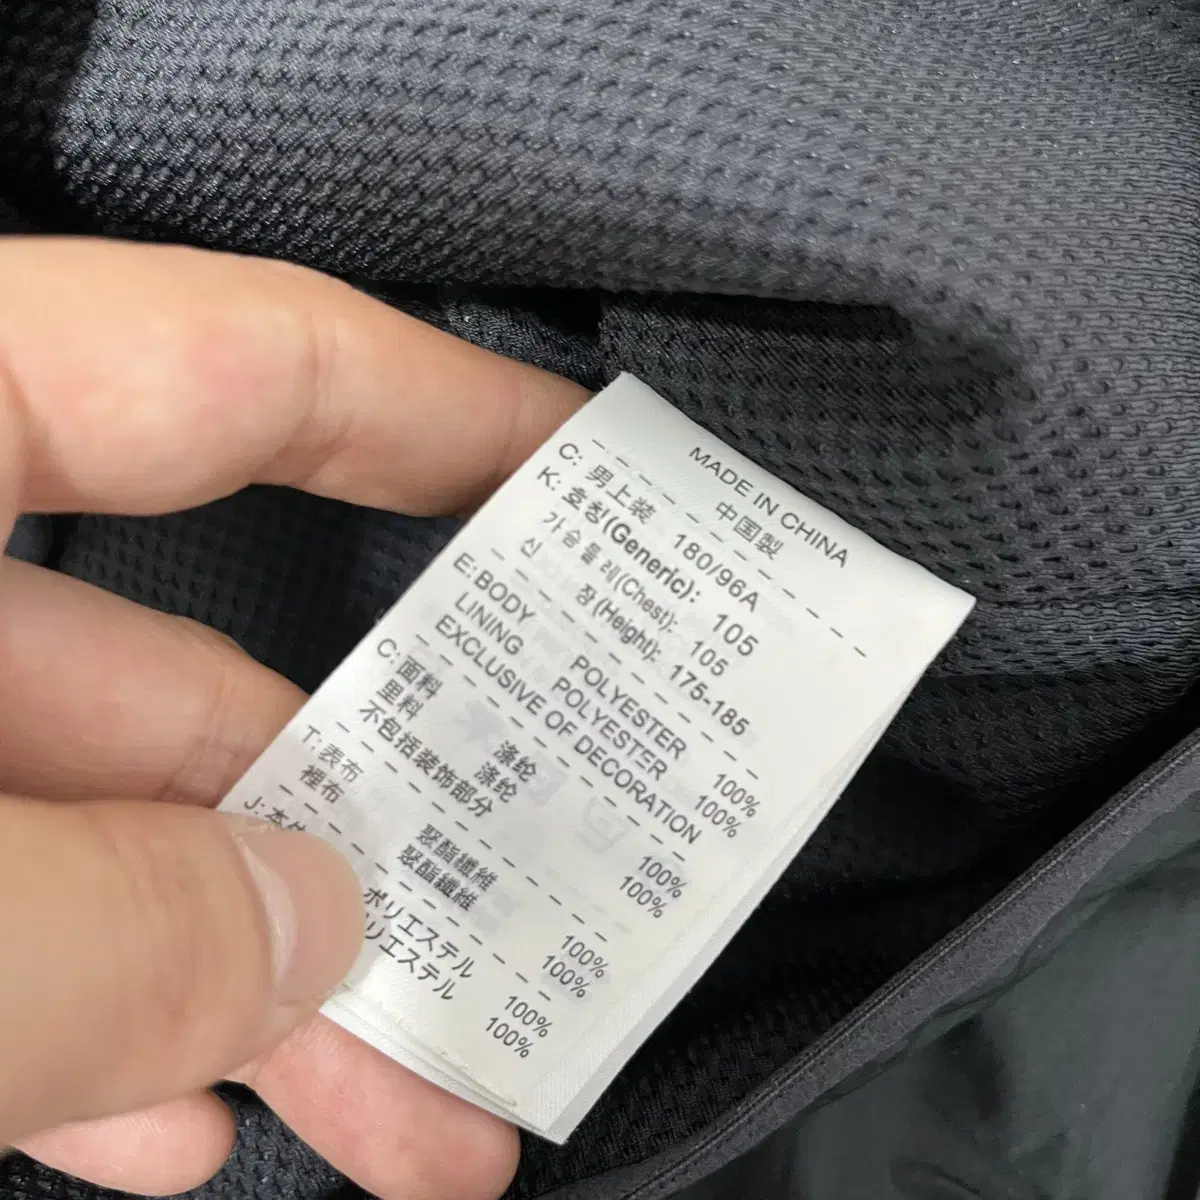 MADE IN CHINA
中国製
C: 男上装 180/96A
K: 호칭(Generic): 105
가슴둘레(Chest): 105
신 장(Height): 175-185
E: BODY POLYESTER 100%
LINING POLYESTER 100%
EXCLUSIVE OF DECORATION
C: 面料 涤纶 100%
里料 涤纶 100%
不包括装饰部分
T: 表布 聚酯纖維 100%
裡布 聚酯纖維 100%
J: 本体 ポリエステル 100%
リエステル 100%